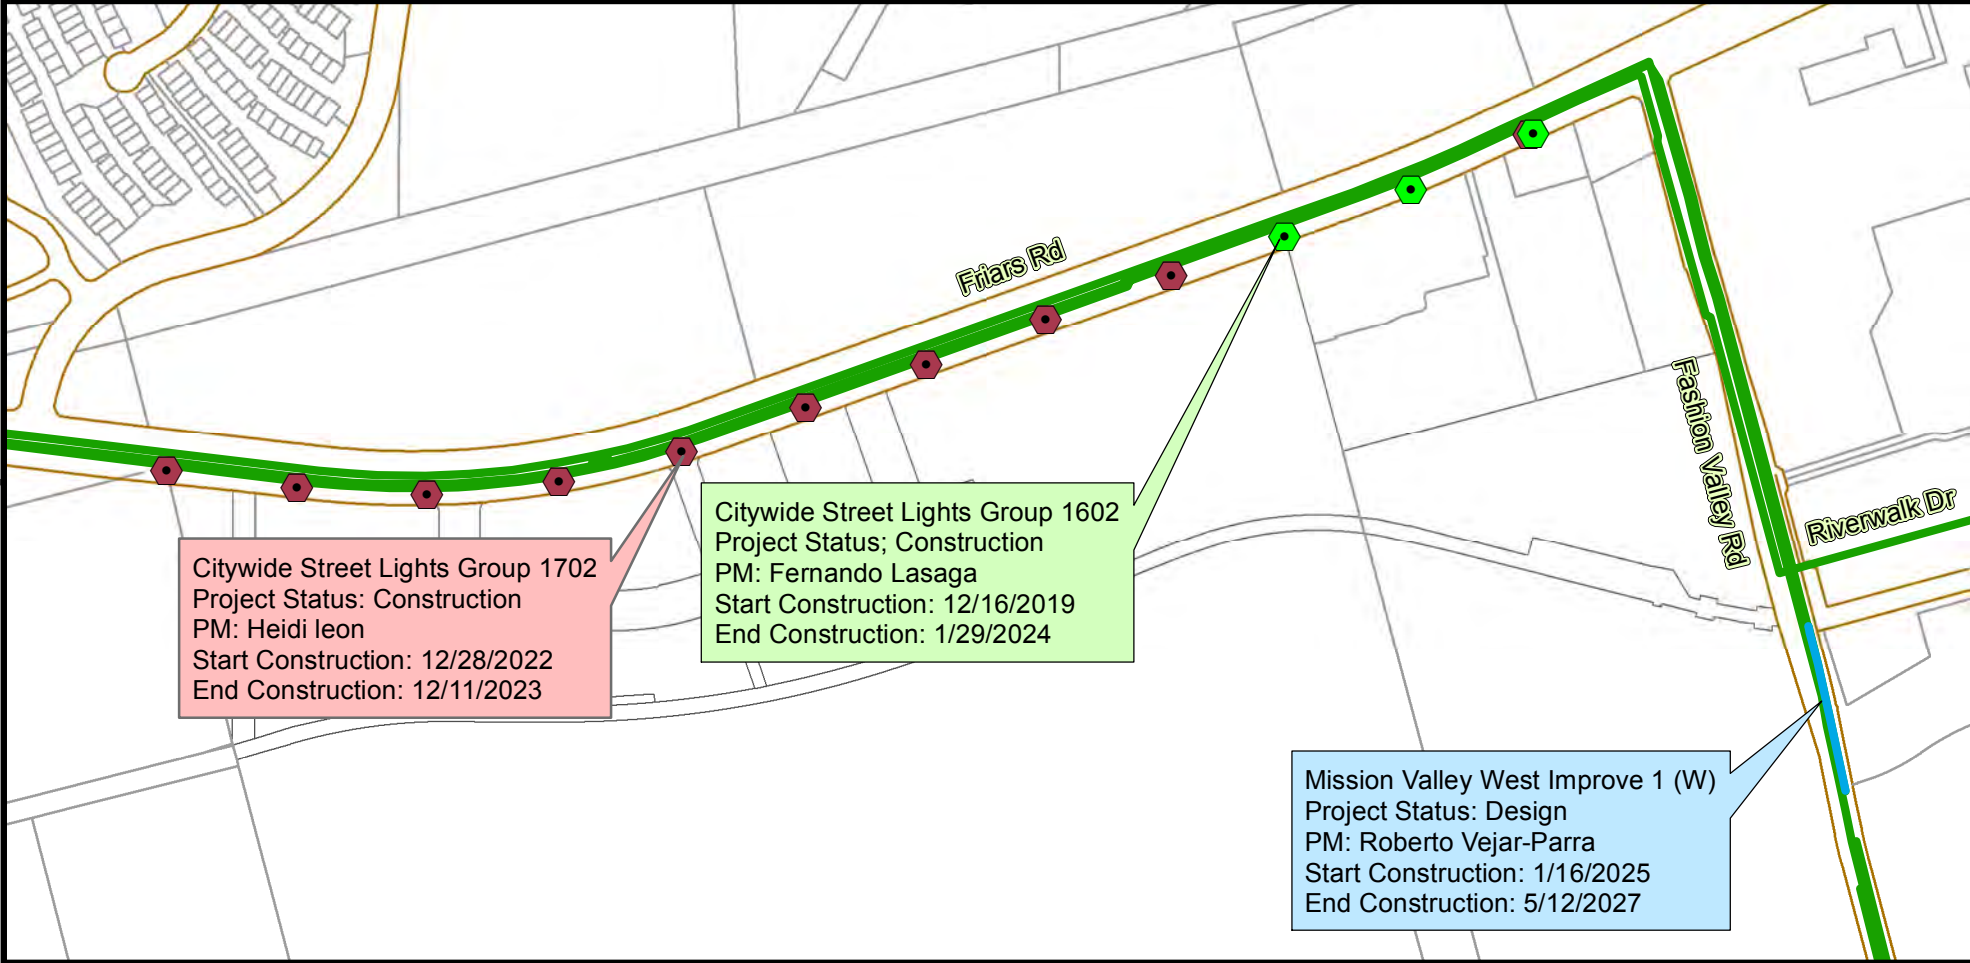 Friars Rd
Fashion Valley Rd
Riverwalk Dr
Citywide Street Lights Group 1702
Project Status: Construction
PM: Heidi leon
Start Construction: 12/28/2022
End Construction: 12/11/2023
Citywide Street Lights Group 1602
Project Status; Construction
PM: Fernando Lasaga
Start Construction: 12/16/2019
End Construction: 1/29/2024
Mission Valley West Improve 1 (W)
Project Status: Design
PM: Roberto Vejar-Parra
Start Construction: 1/16/2025
End Construction: 5/12/2027